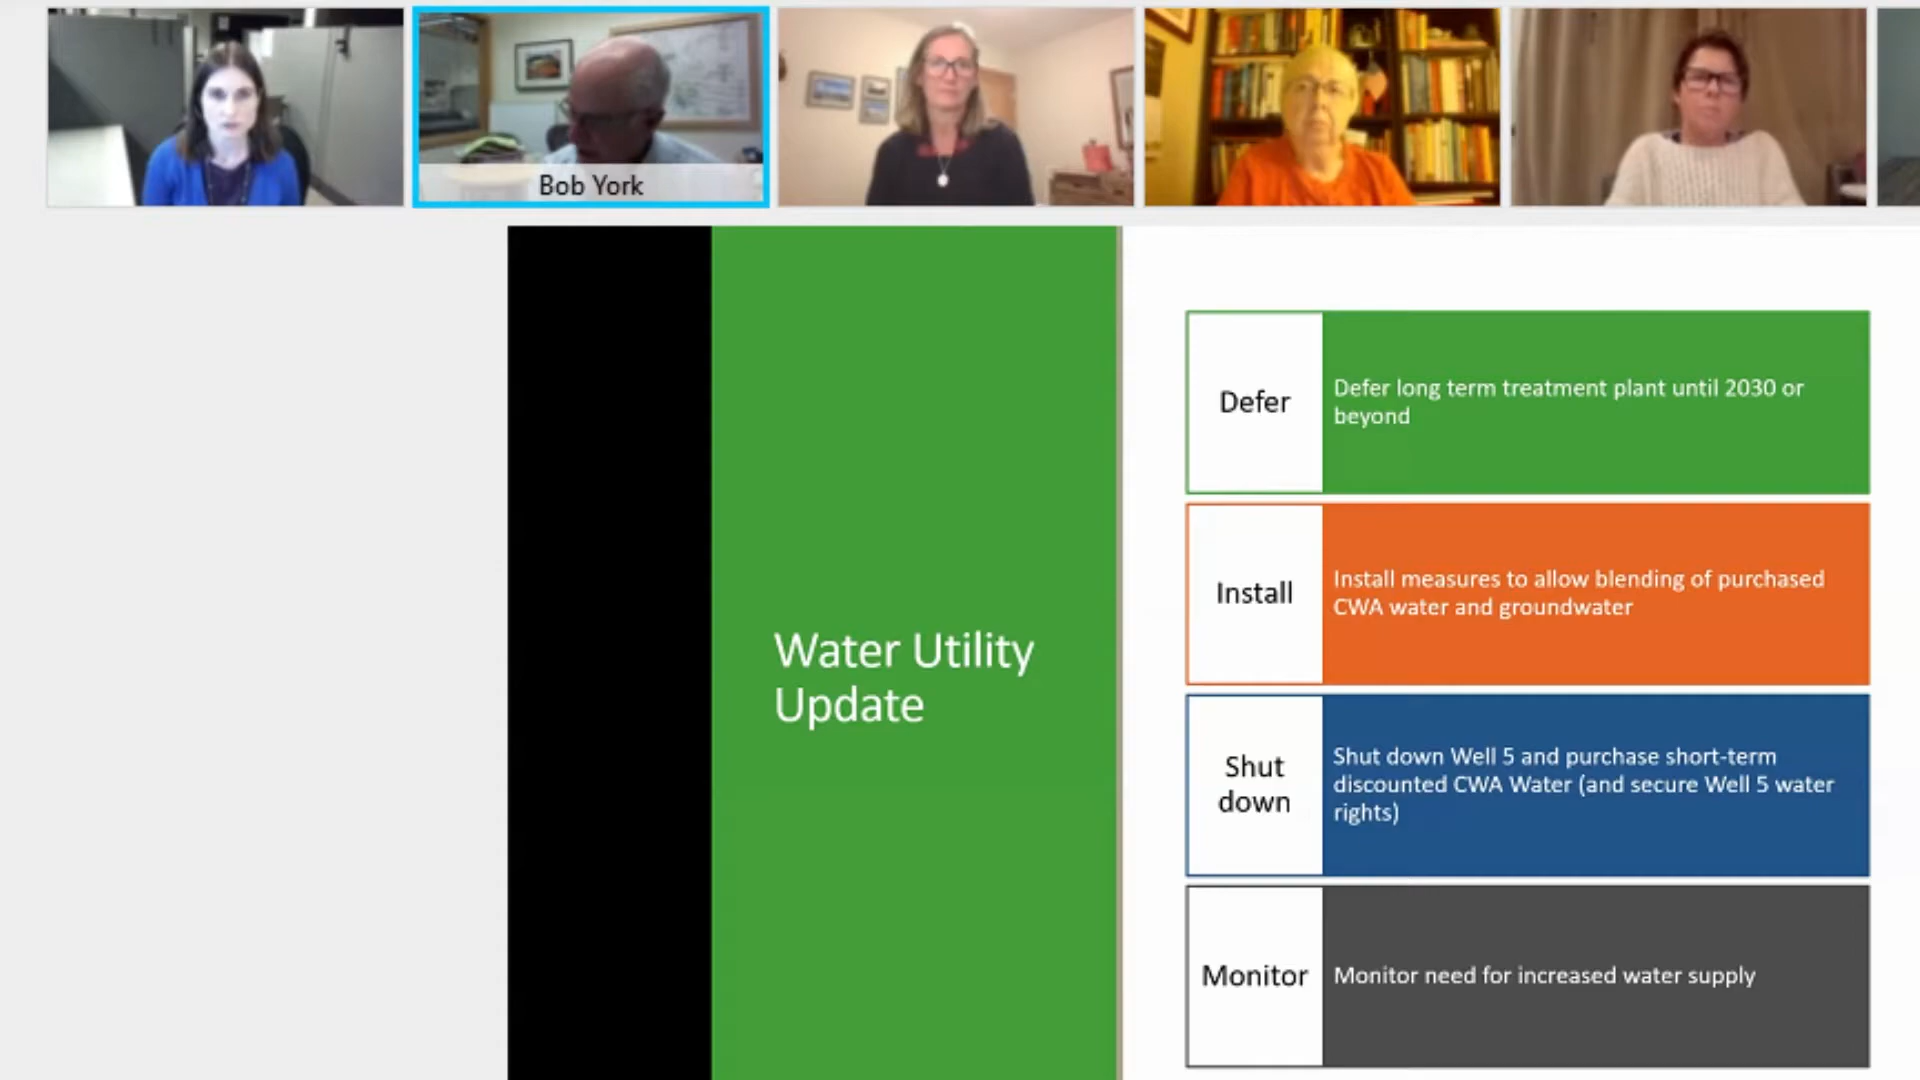 Bob York
Water Utility
Update
Defer
Defer long term treatment plant until 2030 or
beyond
Install
Install measures to allow blending of purchased
CWA water and groundwater
Shut
down
Shut down Well 5 and purchase short-term
discounted CWA Water (and secure Well 5 water
rights)
Monitor
Monitor need for increased water supply